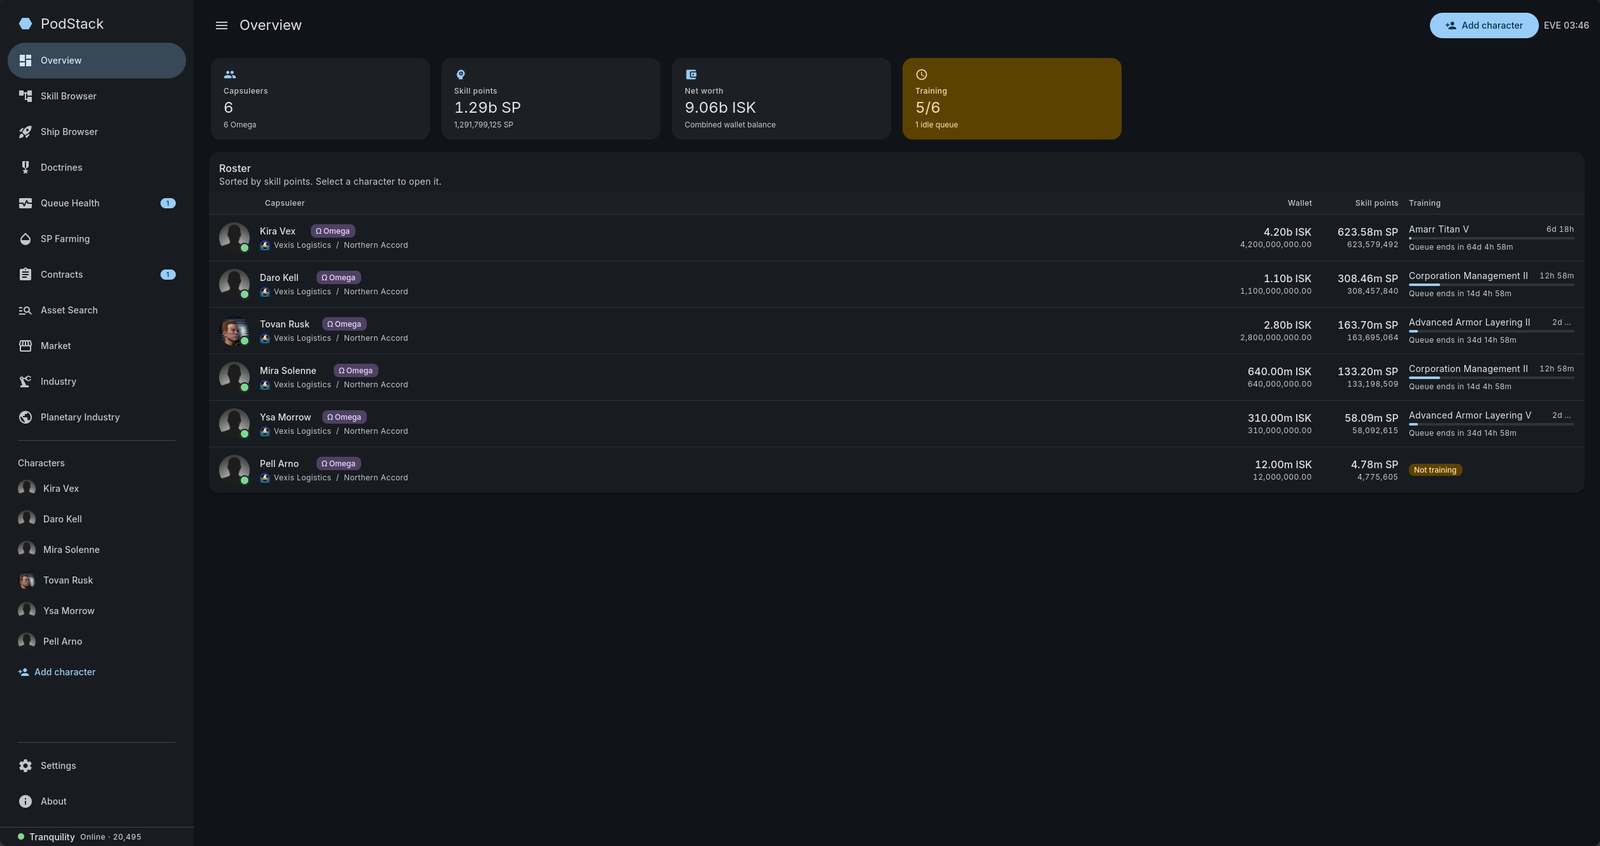 PodStack
Overview
Skill Browser
Ship Browser
Doctrines
Queue Health 1
SP Farming
Contracts 1
Asset Search
Market
Industry
Planetary Industry
Characters
Kira Vex
Daro Kell
Mira Solenne
Tovan Rusk
Ysa Morrow
Pell Arno
Add character
Settings
About
Tranquility Online · 20,495
Overview
Add character
EVE 03:46
Capsuleers
6
6 Omega
Skill points
1.29b SP
1,291,799,125 SP
Net worth
9.06b ISK
Combined wallet balance
Training
5/6
1 idle queue
Roster
Sorted by skill points. Select a character to open it.
Capsuleer Wallet Skill points Training
Kira Vex Ω Omega 4.20b ISK 623.58m SP Amarr Titan V 6d 18h
Vexis Logistics / Northern Accord 4,200,000,000.00 623,579,492 Queue ends in 64d 4h 58m
Daro Kell Ω Omega 1.10b ISK 308.46m SP Corporation Management II 12h 58m
Vexis Logistics / Northern Accord 1,100,000,000.00 308,457,840 Queue ends in 14d 4h 58m
Tovan Rusk Ω Omega 2.80b ISK 163.70m SP Advanced Armor Layering II 2d ...
Vexis Logistics / Northern Accord 2,800,000,000.00 163,695,064 Queue ends in 34d 14h 58m
Mira Solenne Ω Omega 640.00m ISK 133.20m SP Corporation Management II 12h 58m
Vexis Logistics / Northern Accord 640,000,000.00 133,198,509 Queue ends in 14d 4h 58m
Ysa Morrow Ω Omega 310.00m ISK 58.09m SP Advanced Armor Layering V 2d ...
Vexis Logistics / Northern Accord 310,000,000.00 58,092,615 Queue ends in 34d 14h 58m
Pell Arno Ω Omega 12.00m ISK 4.78m SP Not training
Vexis Logistics / Northern Accord 12,000,000.00 4,775,605